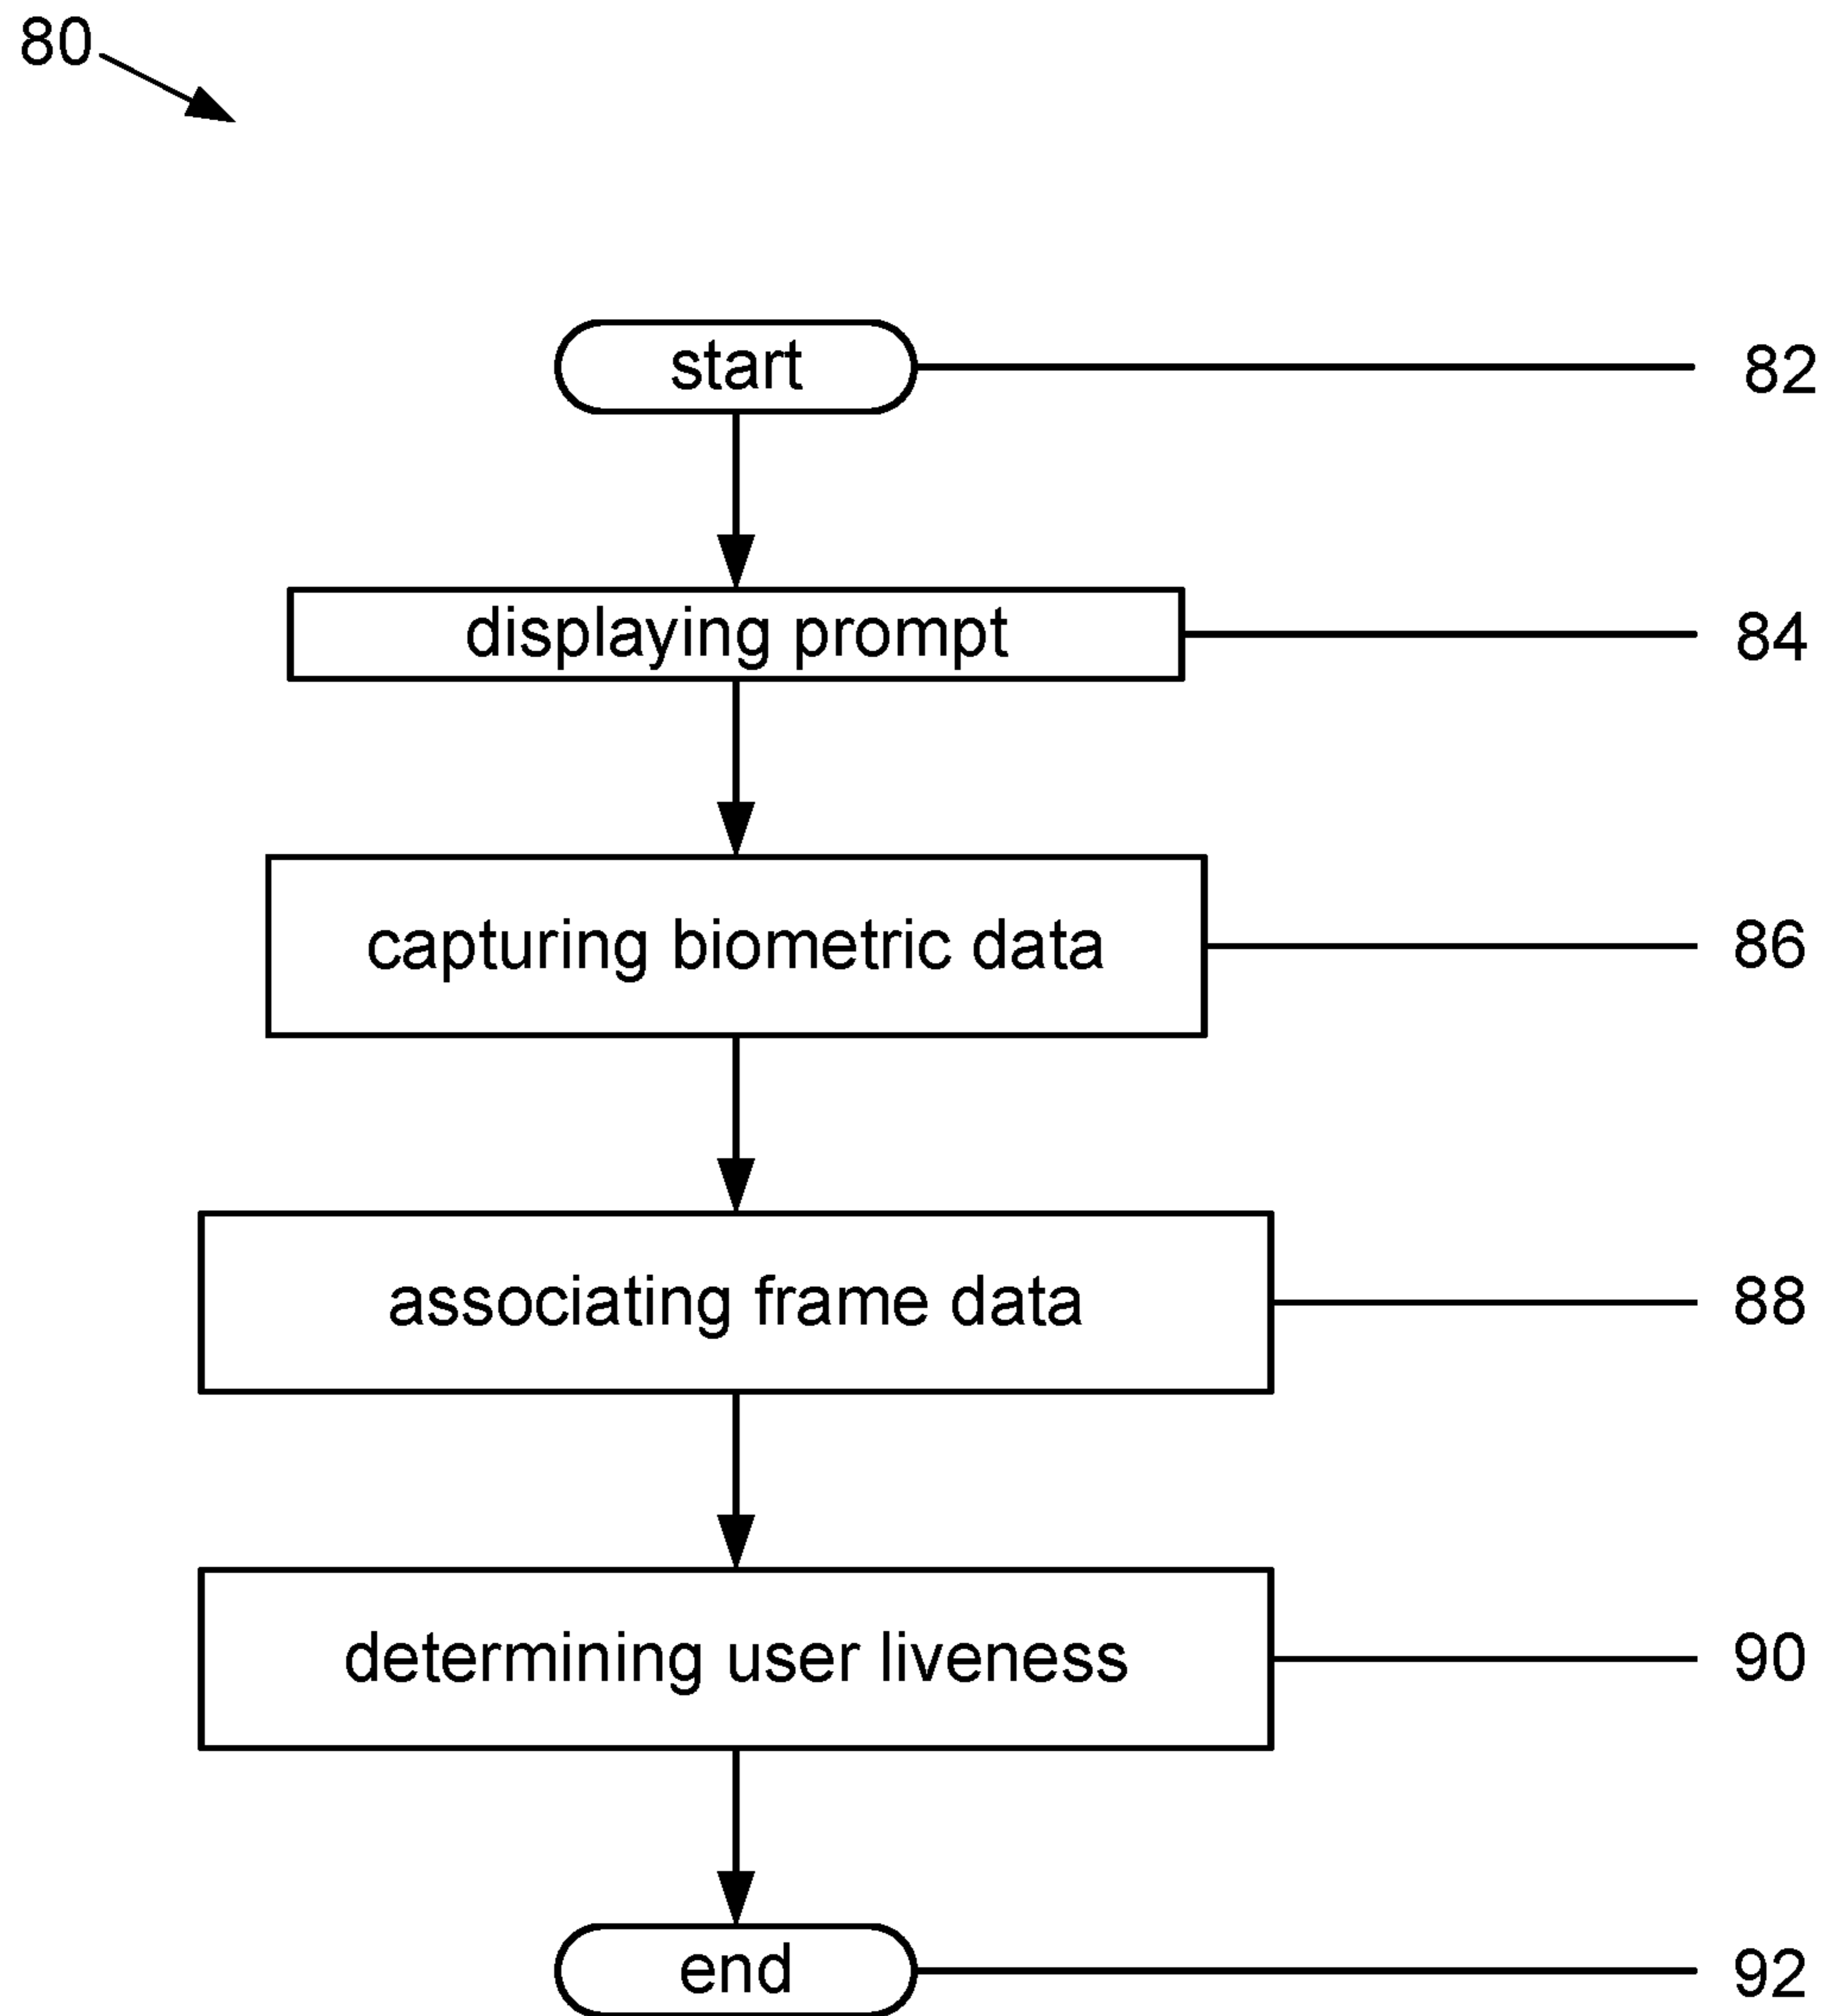 80
start
82
displaying prompt
84
capturing biometric data
86
associating frame data
88
determining user liveness
90
end
92